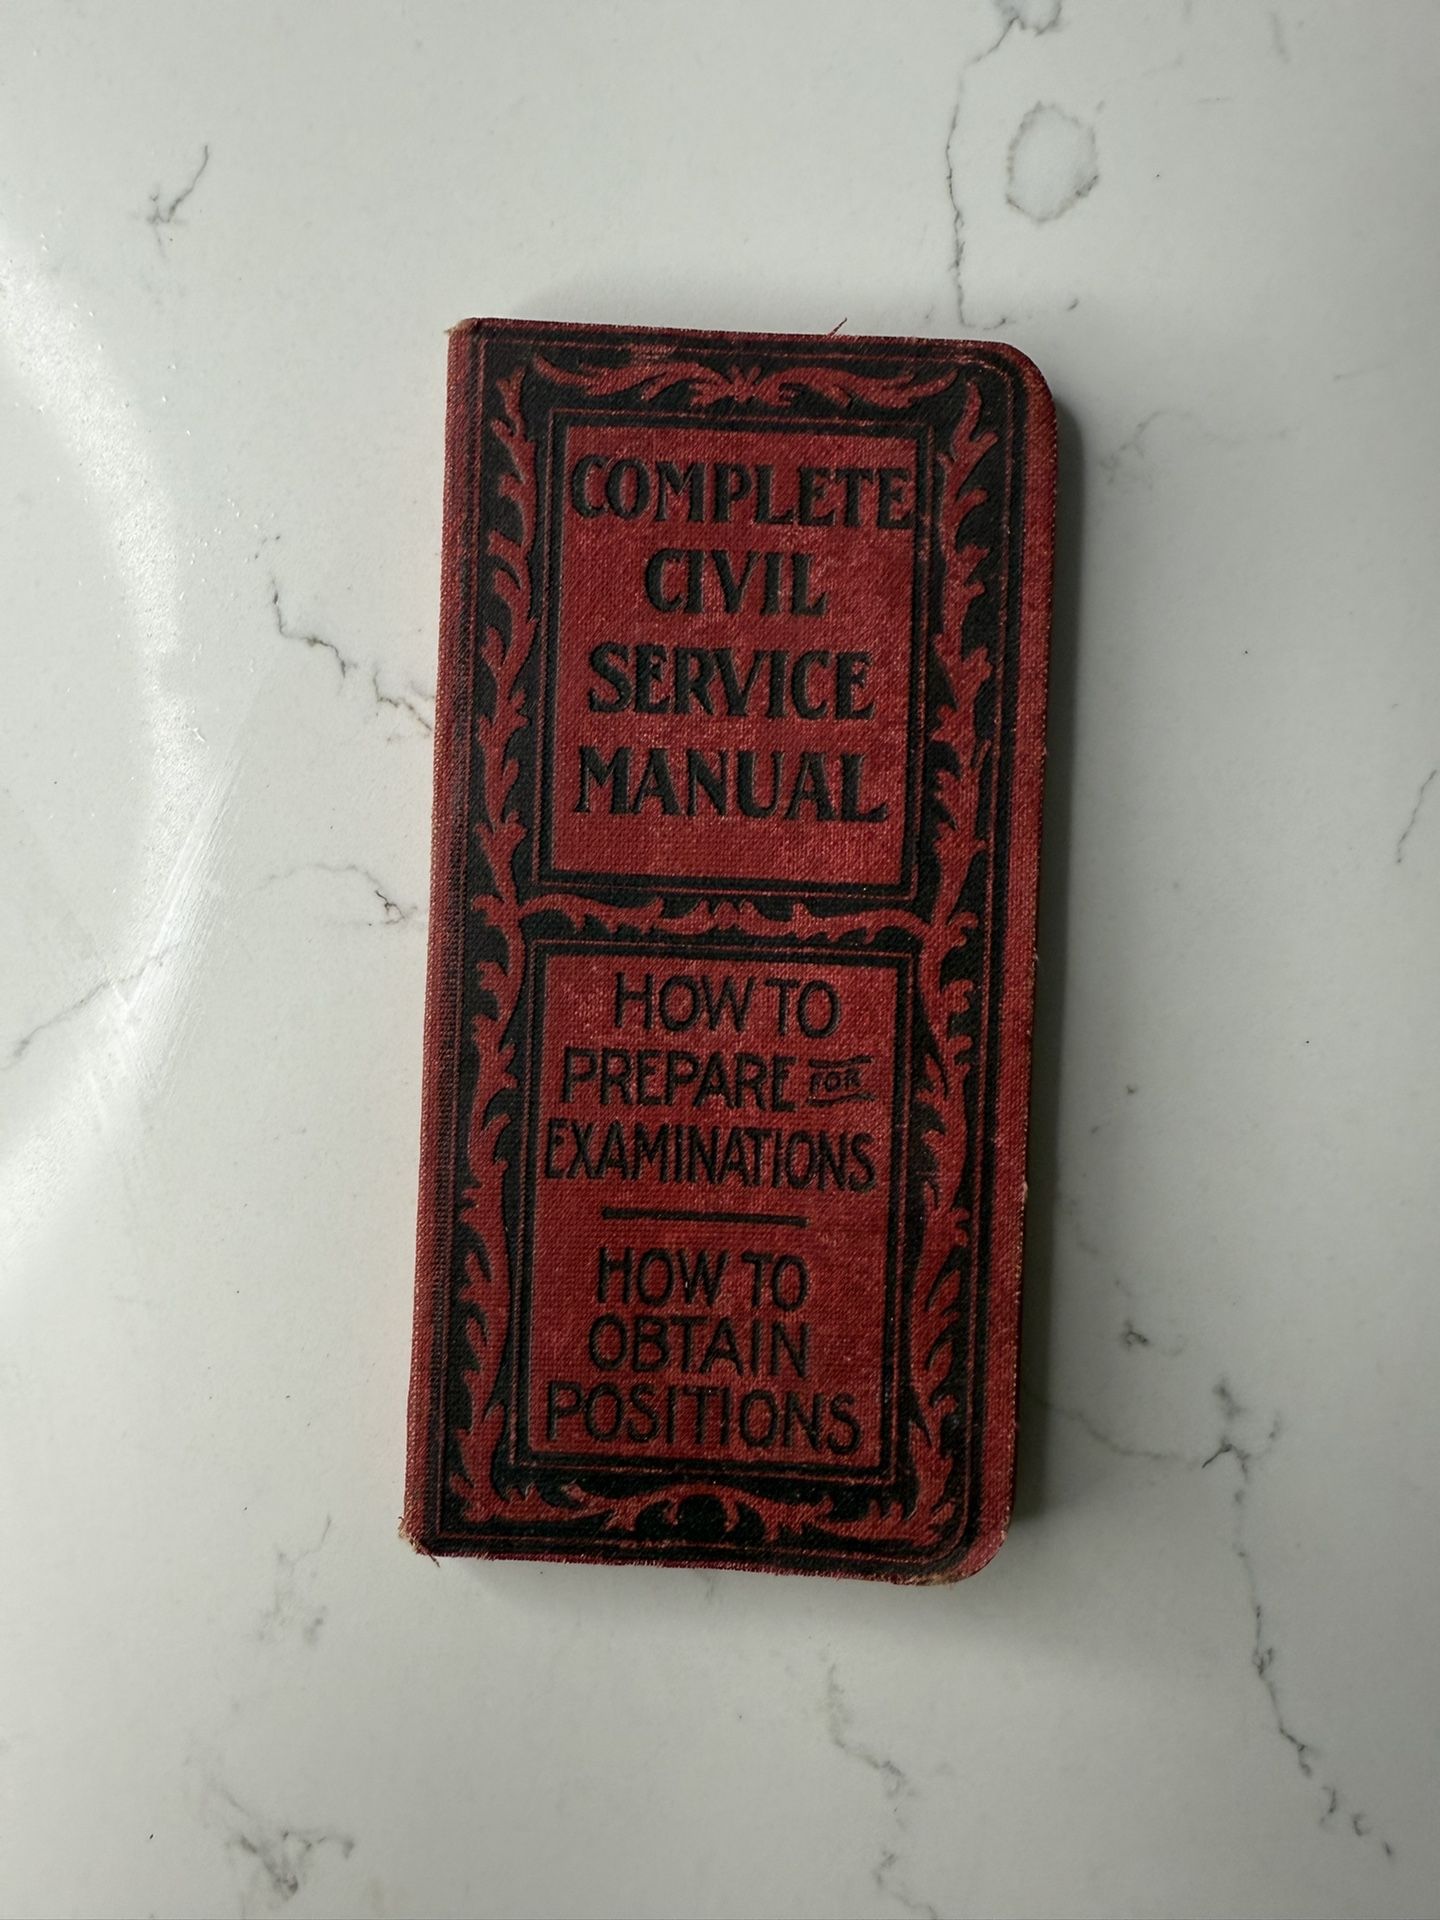 COMPLETE
CIVIL
SERVICE
MANUAL
HOW TO
PREPARE FOR
EXAMINATIONS
HOW TO
OBTAIN
POSITIONS